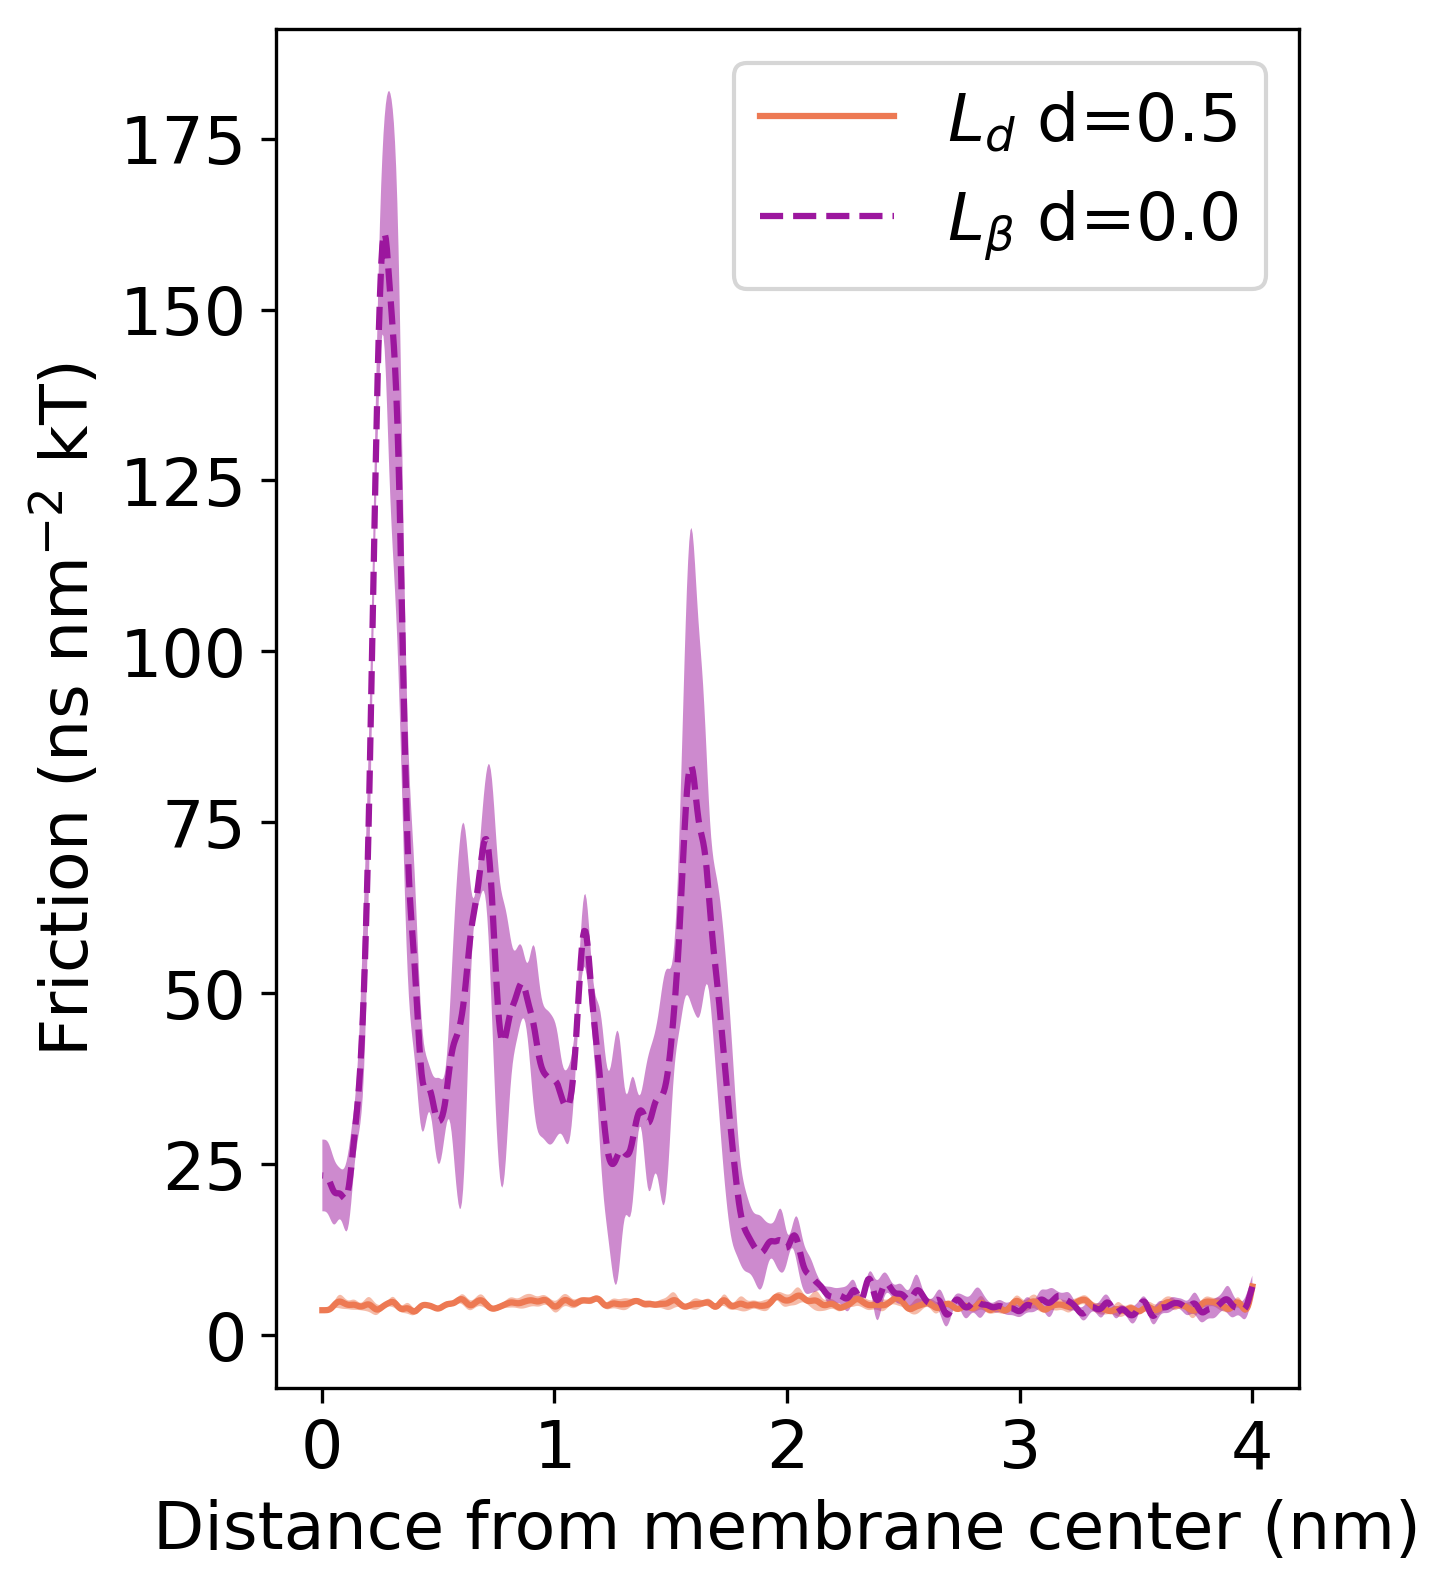 L_d d=0.5
L_β d=0.0
Friction (ns nm⁻² kT)
175
150
125
100
75
50
25
0
0 1 2 3 4
Distance from membrane center (nm)